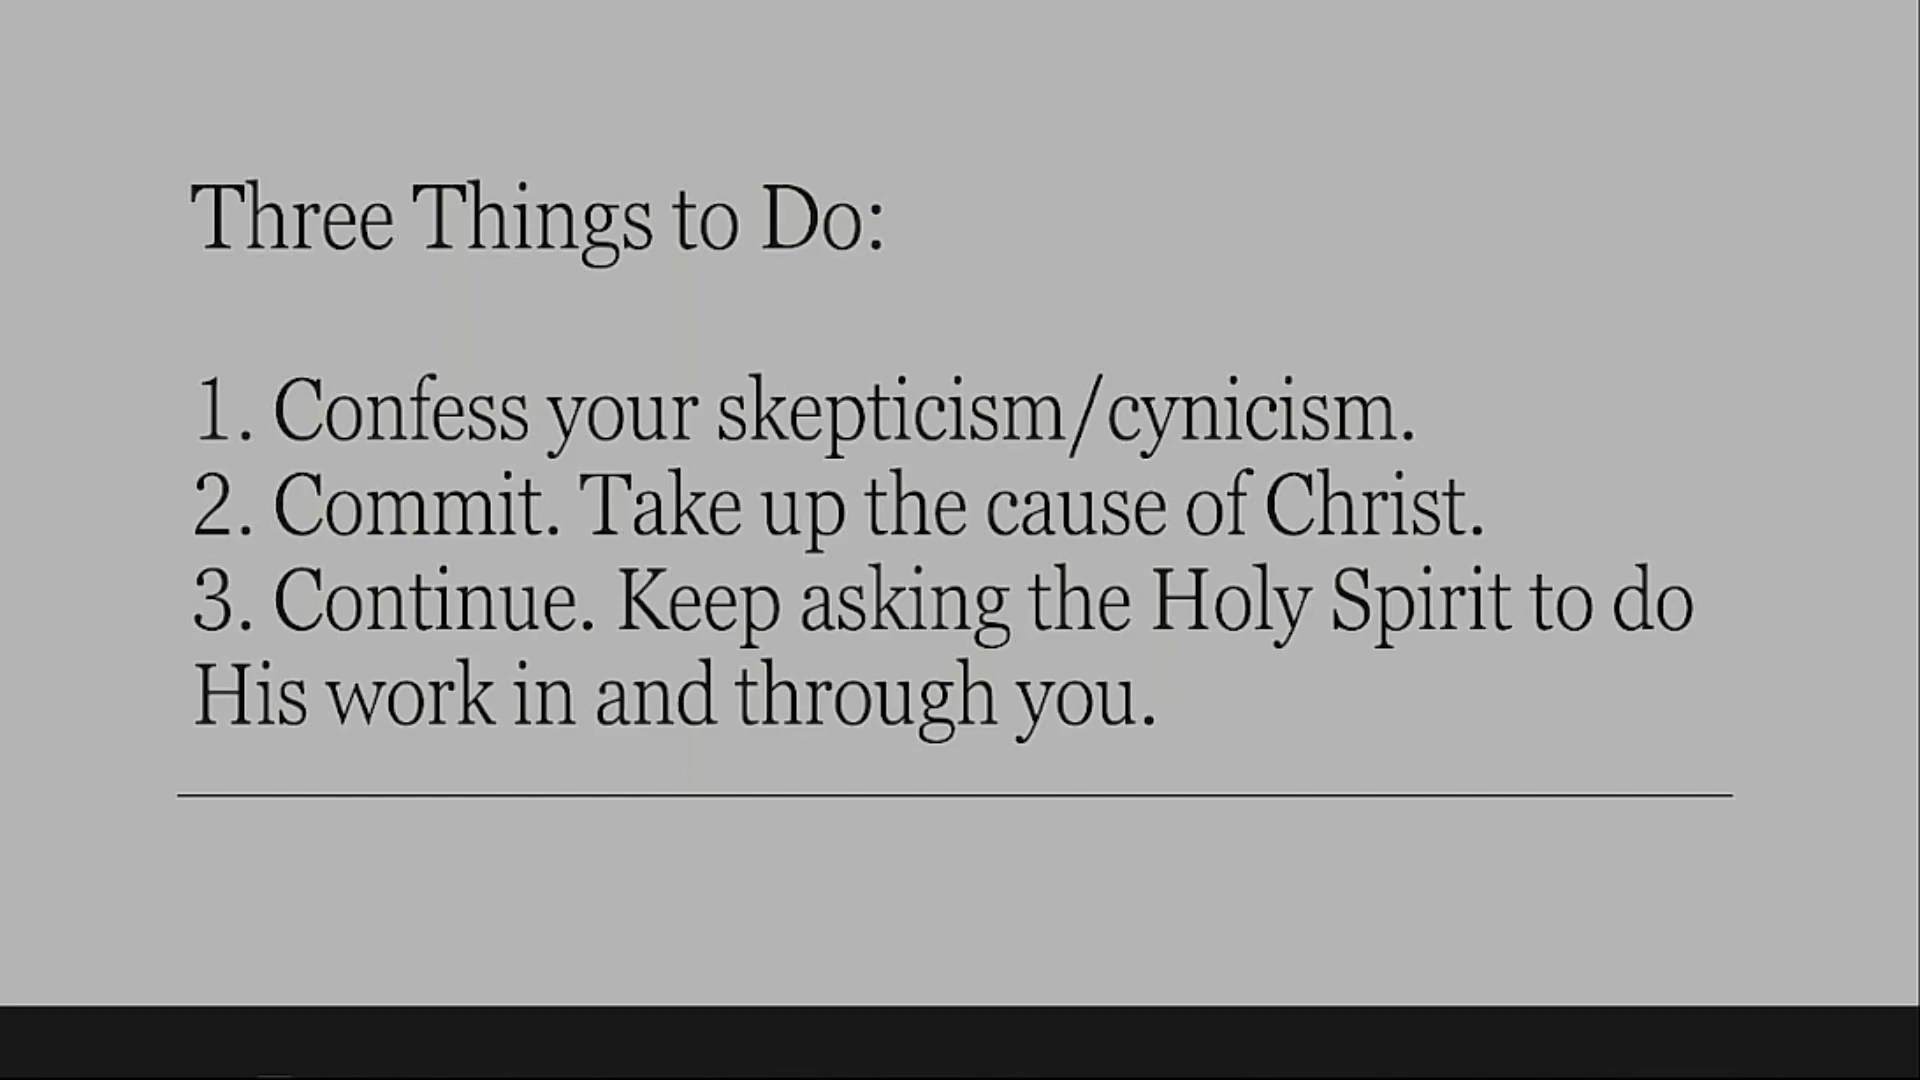 Three Things to Do:
1. Confess your skepticism/cynicism.
2. Commit. Take up the cause of Christ.
3. Continue. Keep asking the Holy Spirit to do
His work in and through you.